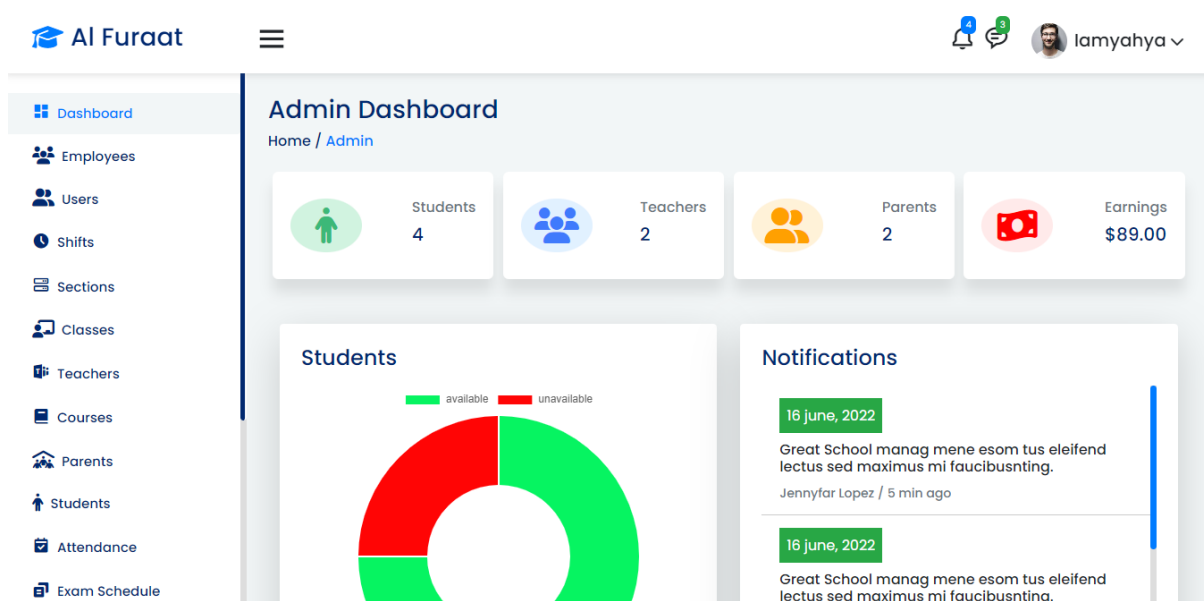 Al Furaat
4
3
lamyahya
Dashboard
Employees
Users
Shifts
Sections
Classes
Teachers
Courses
Parents
Students
Attendance
Exam Schedule
Admin Dashboard
Home / Admin
Students
4
Teachers
2
Parents
2
Earnings
$89.00
Students
available
unavailable
Notifications
16 june, 2022
Great School manag mene esom tus eleifend
lectus sed maximus mi faucibusnting.
Jennyfar Lopez / 5 min ago
16 june, 2022
Great School manag mene esom tus eleifend
lectus sed maximus mi faucibusnting.